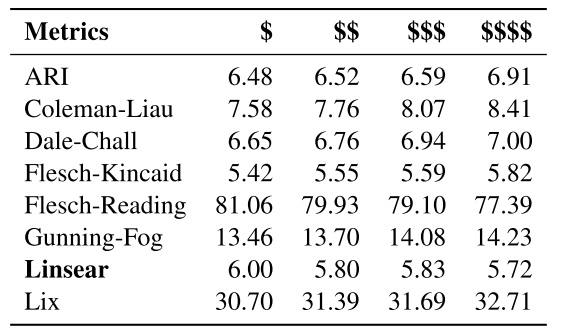 Metrics $ $$ $$$ $$$$
ARI 6.48 6.52 6.59 6.91
Coleman-Liau 7.58 7.76 8.07 8.41
Dale-Chall 6.65 6.76 6.94 7.00
Flesch-Kincaid 5.42 5.55 5.59 5.82
Flesch-Reading 81.06 79.93 79.10 77.39
Gunning-Fog 13.46 13.70 14.08 14.23
Linsear 6.00 5.80 5.83 5.72
Lix 30.70 31.39 31.69 32.71